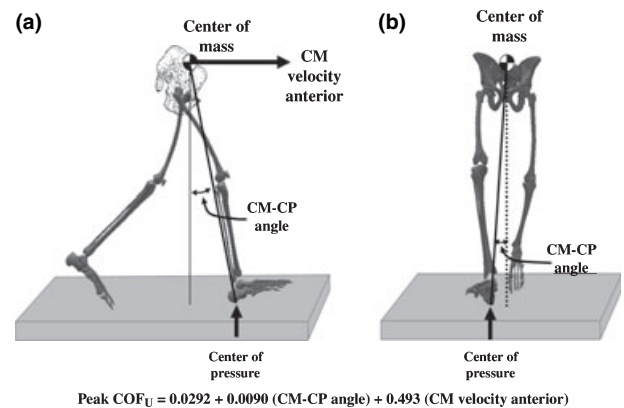 (a)
Center of
mass
CM
velocity
anterior
CM-CP
angle
Center of
pressure
(b)
Center of
mass
CM-CP
angle
Center of
pressure
Peak COFU = 0.0292 + 0.0090 (CM-CP angle) + 0.493 (CM velocity anterior)